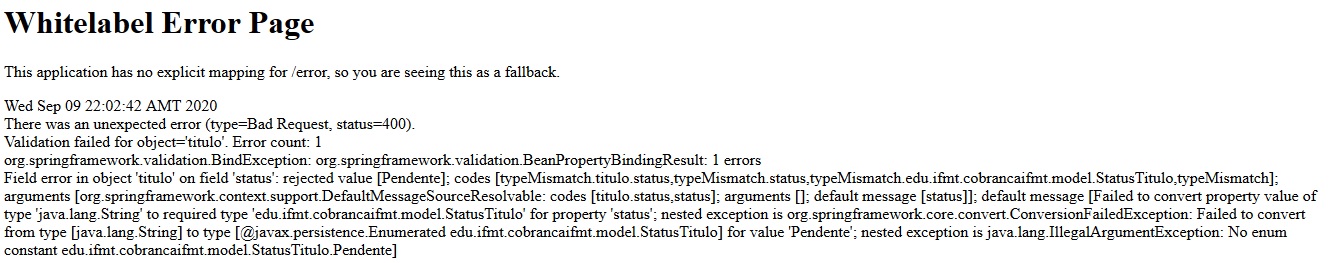 Whitelabel Error Page
This application has no explicit mapping for /error, so you are seeing this as a fallback.
Wed Sep 09 22:02:42 AMT 2020
There was an unexpected error (type=Bad Request, status=400).
Validation failed for object='titulo'. Error count: 1
org.springframework.validation.BindException: org.springframework.validation.BeanPropertyBindingResult: 1 errors
Field error in object 'titulo' on field 'status': rejected value [Pendente]; codes [typeMismatch.titulo.status,typeMismatch.status,typeMismatch.edu.ifmt.cobrancaifmt.model.StatusTitulo,typeMismatch];
arguments [org.springframework.context.support.DefaultMessageSourceResolvable: codes [titulo.status,status]; arguments []; default message [status]]; default message [Failed to convert property value of
type 'java.lang.String' to required type 'edu.ifmt.cobrancaifmt.model.StatusTitulo' for property 'status'; nested exception is org.springframework.core.convert.ConversionFailedException: Failed to convert
from type [java.lang.String] to type [@javax.persistence.Enumerated edu.ifmt.cobrancaifmt.model.StatusTitulo] for value 'Pendente'; nested exception is java.lang.IllegalArgumentException: No enum
constant edu.ifmt.cobrancaifmt.model.StatusTitulo.Pendente]